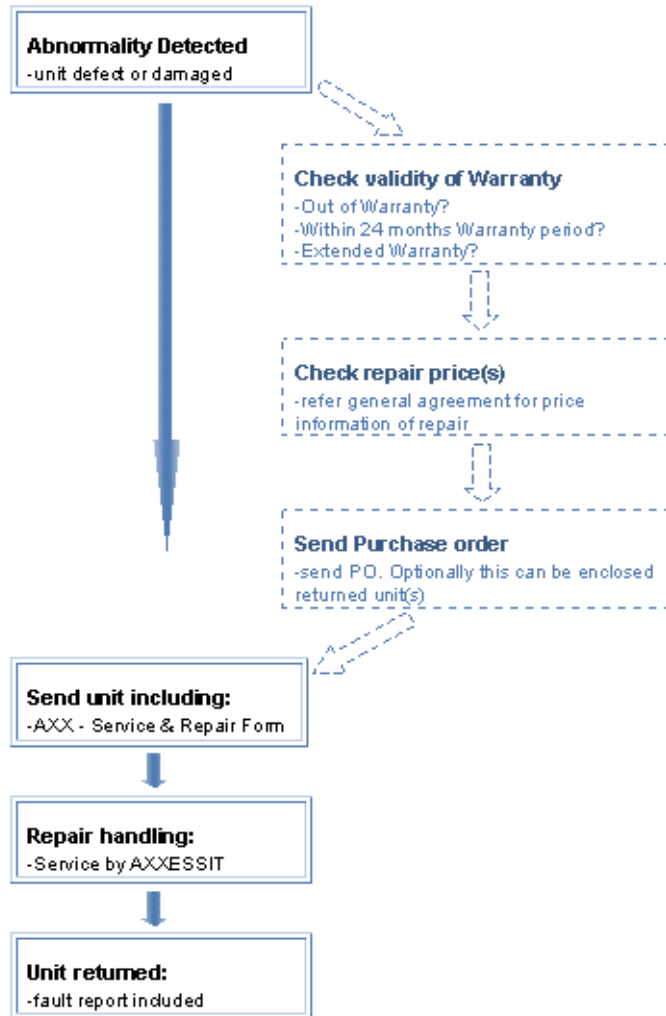 Abnormality Detected
-unit defect or damaged
Check validity of Warranty
-Out of Warranty?
-Within 24 months Warranty period?
-Extended Warranty?
Check repair price(s)
-refer general agreement for price
information of repair
Send Purchase order
-send PO. Optionally this can be enclosed
returned unit(s)
Send unit including:
-AXX - Service & Repair Form
Repair handling:
-Service by AXXESSIT
Unit returned:
-fault report included